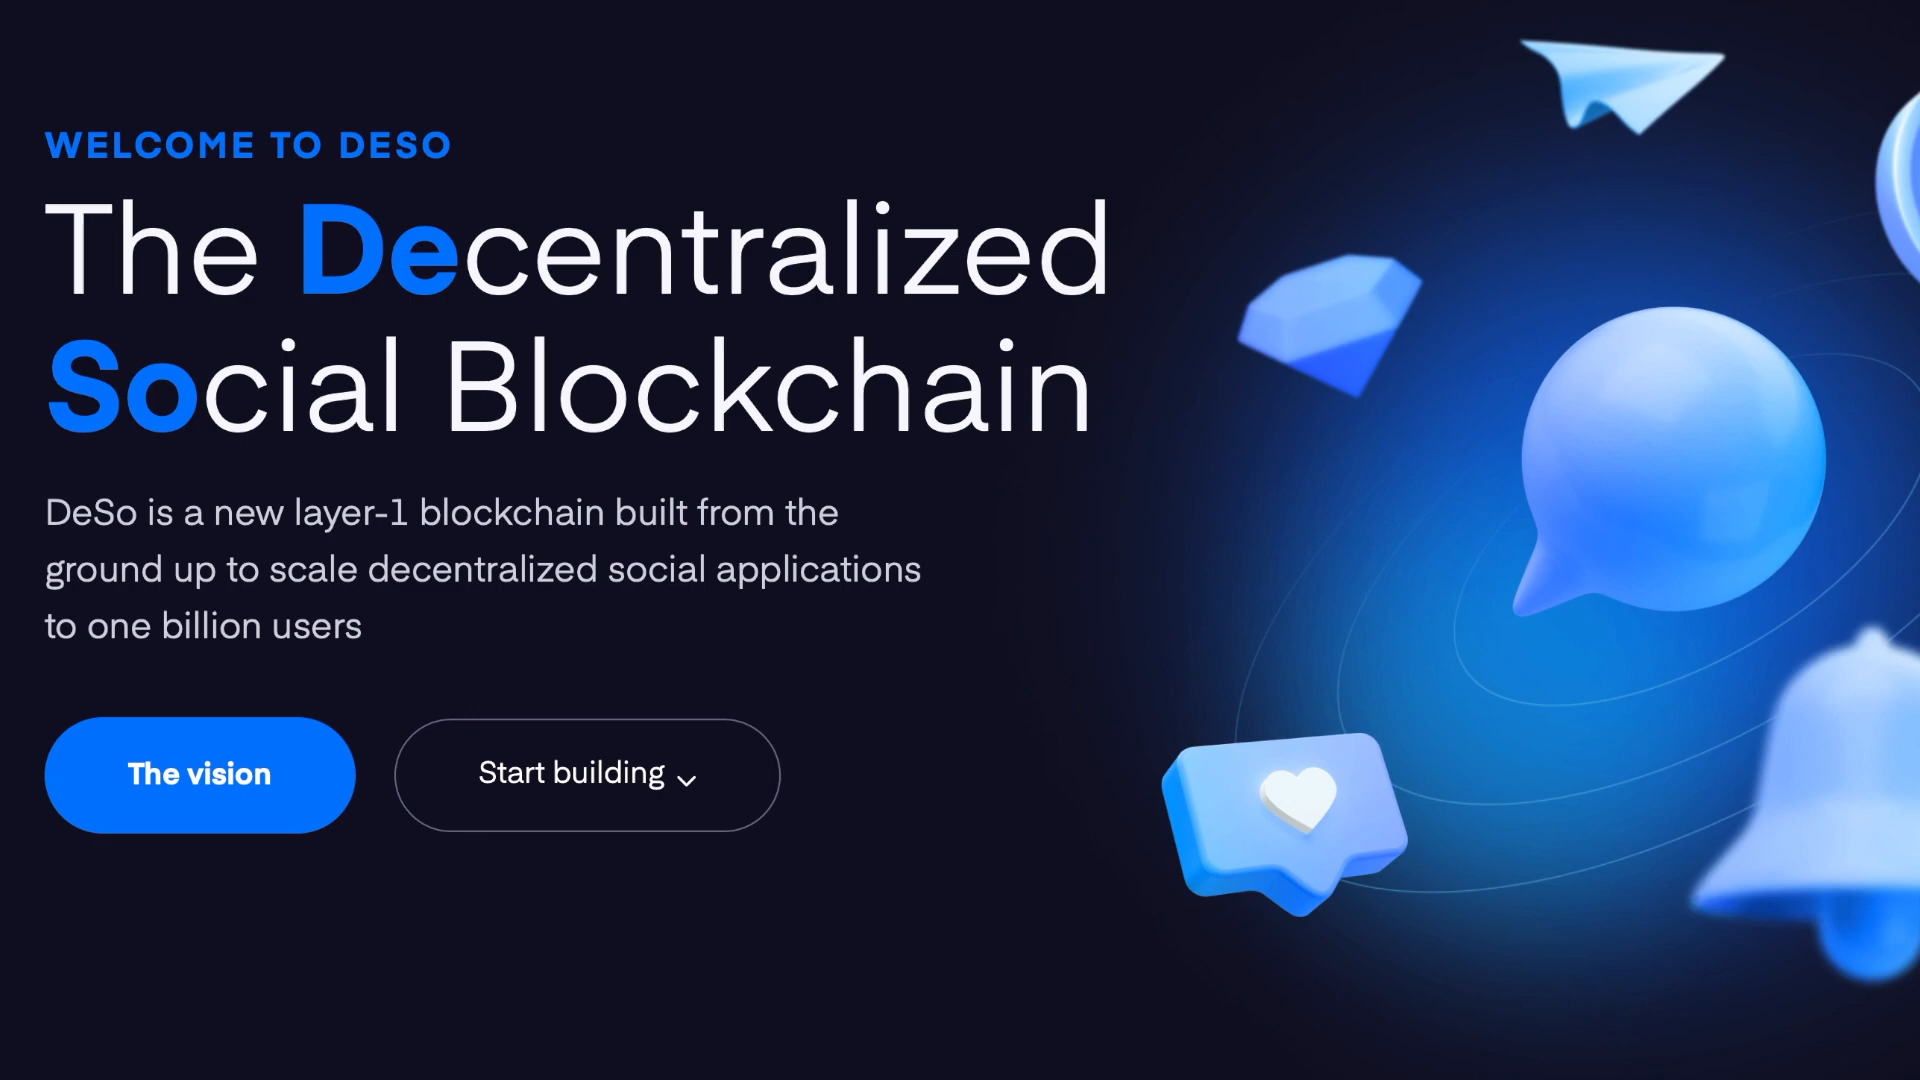 WELCOME TO DESO
The Decentralized
Social Blockchain
DeSo is a new layer-1 blockchain built from the
ground up to scale decentralized social applications
to one billion users
The vision
Start building